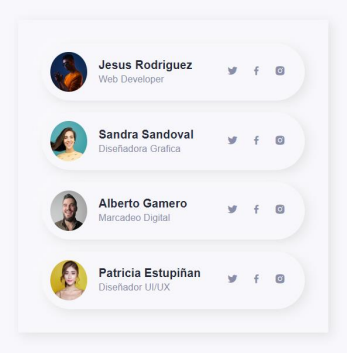 Jesus Rodriguez
Web Developer
Sandra Sandoval
Diseñadora Grafica
Alberto Gamero
Marcadeo Digital
Patricia Estupiñan
Diseñador UI/UX